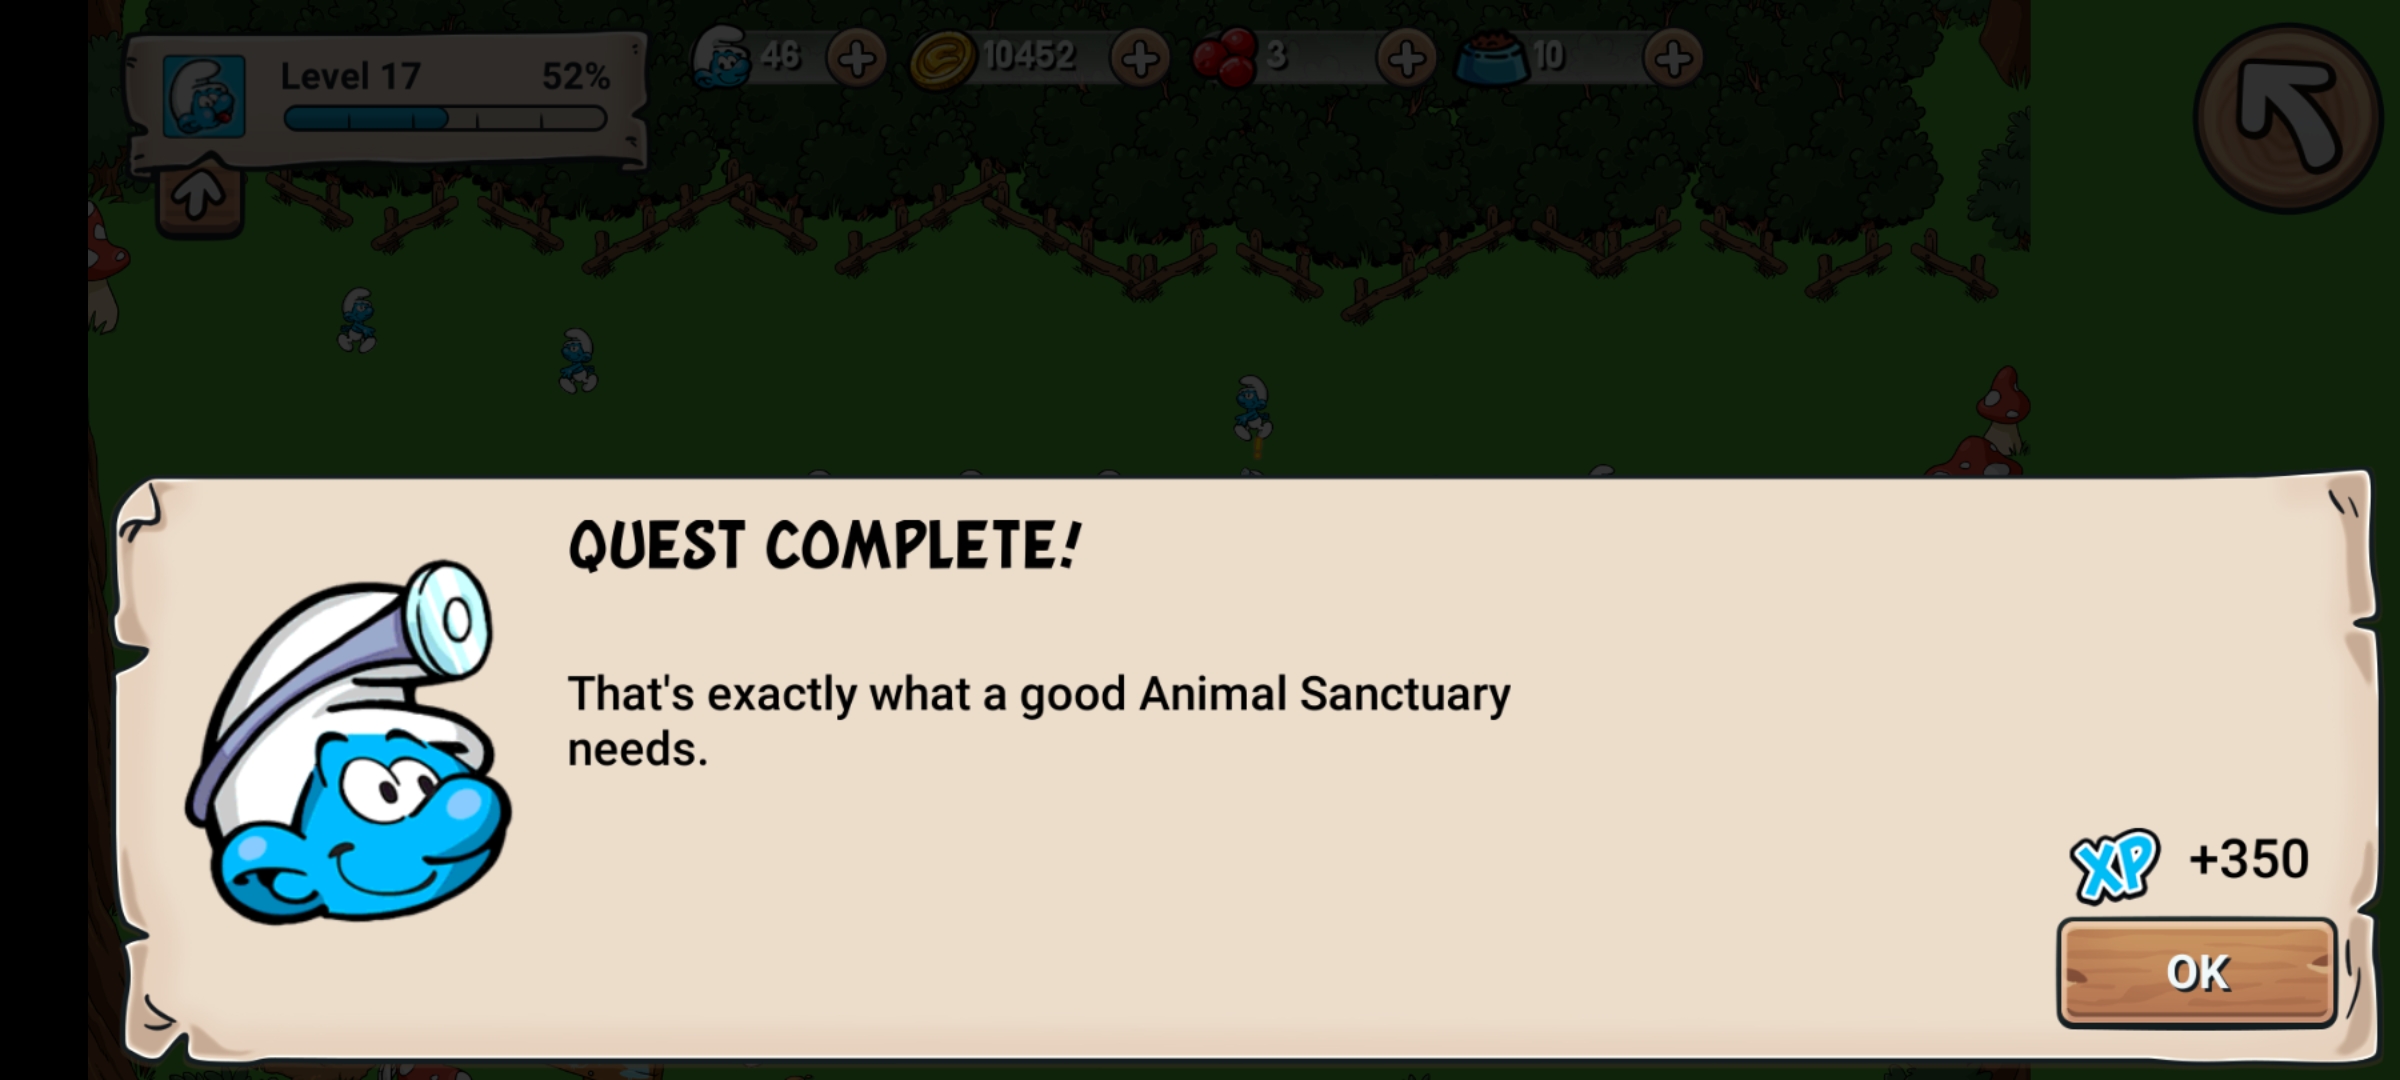 Level 17 52%
46
10452
3
10
QUEST COMPLETE!
That's exactly what a good Animal Sanctuary
needs.
XP +350
OK